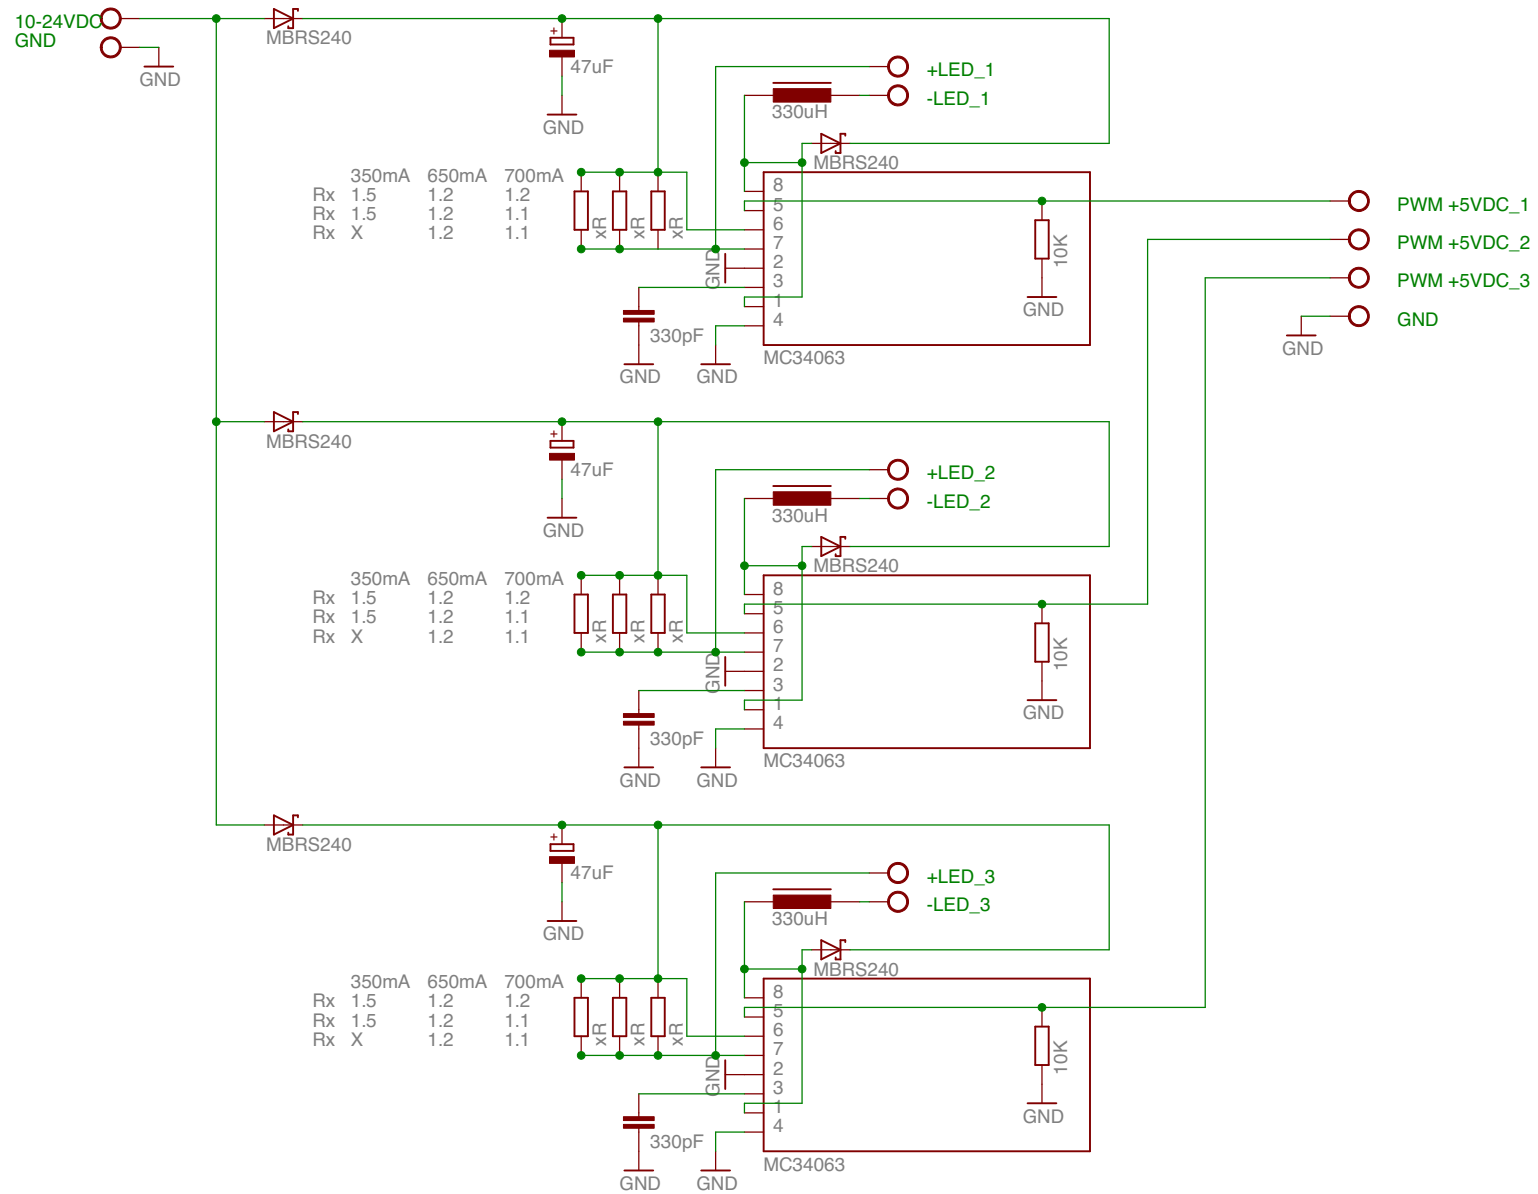 10-24VDC
GND
GND
MBRS240
47uF
GND
+LED_1
-LED_1
330uH
MBRS240
350mA 650mA 700mA
Rx 1.5 1.2 1.2
Rx 1.5 1.2 1.1
Rx X 1.2 1.1
xR xR xR
8
5
6
7
2
3
1
4
GND
10K
GND
330pF
GND
GND
MC34063
PWM +5VDC_1
PWM +5VDC_2
PWM +5VDC_3
GND
GND
MBRS240
47uF
GND
+LED_2
-LED_2
330uH
MBRS240
350mA 650mA 700mA
Rx 1.5 1.2 1.2
Rx 1.5 1.2 1.1
Rx X 1.2 1.1
xR xR xR
8
5
6
7
2
3
1
4
GND
10K
GND
330pF
GND
GND
MC34063
MBRS240
47uF
GND
+LED_3
-LED_3
330uH
MBRS240
350mA 650mA 700mA
Rx 1.5 1.2 1.2
Rx 1.5 1.2 1.1
Rx X 1.2 1.1
xR xR xR
8
5
6
7
2
3
1
4
GND
10K
GND
330pF
GND
GND
MC34063